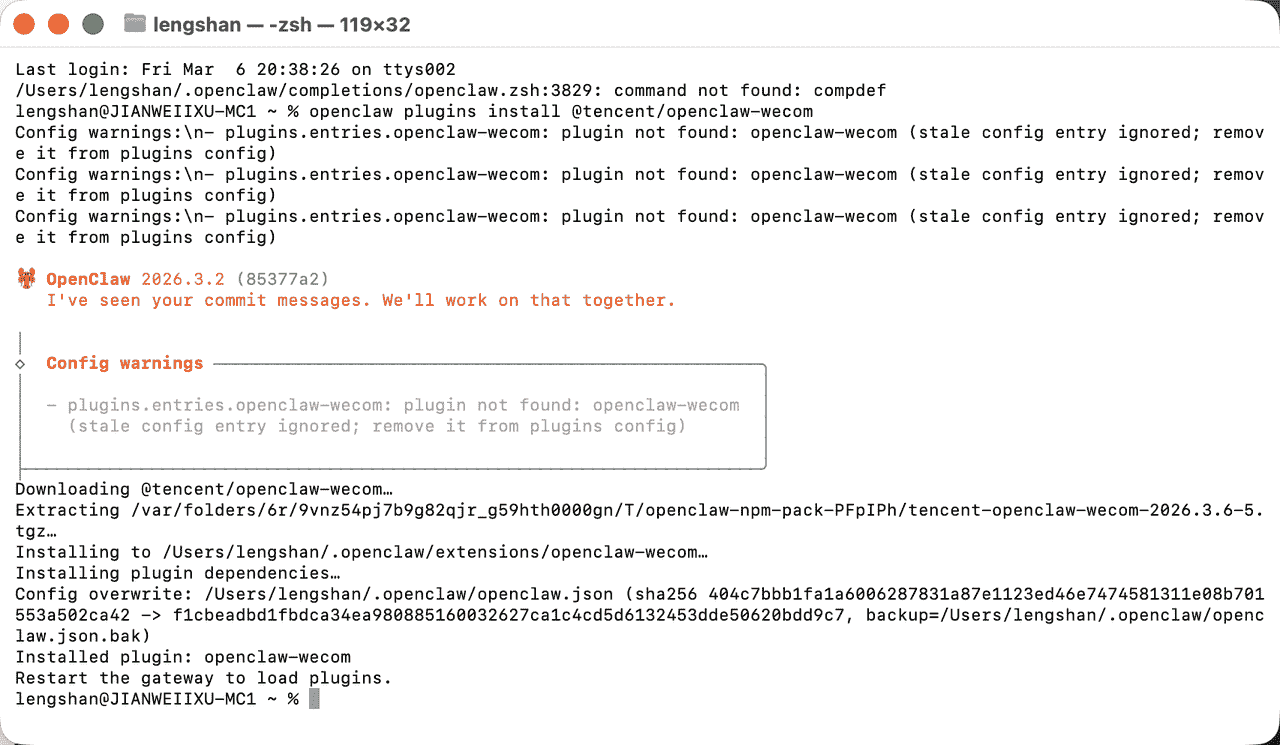 lengshan — -zsh — 119×32
Last login: Fri Mar  6 20:38:26 on ttys002
/Users/lengshan/.openclaw/completions/openclaw.zsh:3829: command not found: compdef
lengshan@JIANWEIIXU-MC1 ~ % openclaw plugins install @tencent/openclaw-wecom
Config warnings:\n- plugins.entries.openclaw-wecom: plugin not found: openclaw-wecom (stale config entry ignored; remov
e it from plugins config)
Config warnings:\n- plugins.entries.openclaw-wecom: plugin not found: openclaw-wecom (stale config entry ignored; remov
e it from plugins config)
Config warnings:\n- plugins.entries.openclaw-wecom: plugin not found: openclaw-wecom (stale config entry ignored; remov
e it from plugins config)
OpenClaw 2026.3.2 (85377a2)
I've seen your commit messages. We'll work on that together.
Config warnings
- plugins.entries.openclaw-wecom: plugin not found: openclaw-wecom
(stale config entry ignored; remove it from plugins config)
Downloading @tencent/openclaw-wecom…
Extracting /var/folders/6r/9vnz54pj7b9g82qjr_g59hth0000gn/T/openclaw-npm-pack-PFpIPh/tencent-openclaw-wecom-2026.3.6-5.
tgz…
Installing to /Users/lengshan/.openclaw/extensions/openclaw-wecom…
Installing plugin dependencies…
Config overwrite: /Users/lengshan/.openclaw/openclaw.json (sha256 404c7bbb1fa1a6006287831a87e1123ed46e7474581311e08b701
553a502ca42 -> f1cbeadbd1fbdca34ea980885160032627ca1c4cd5d6132453dde50620bdd9c7, backup=/Users/lengshan/.openclaw/openc
law.json.bak)
Installed plugin: openclaw-wecom
Restart the gateway to load plugins.
lengshan@JIANWEIIXU-MC1 ~ %